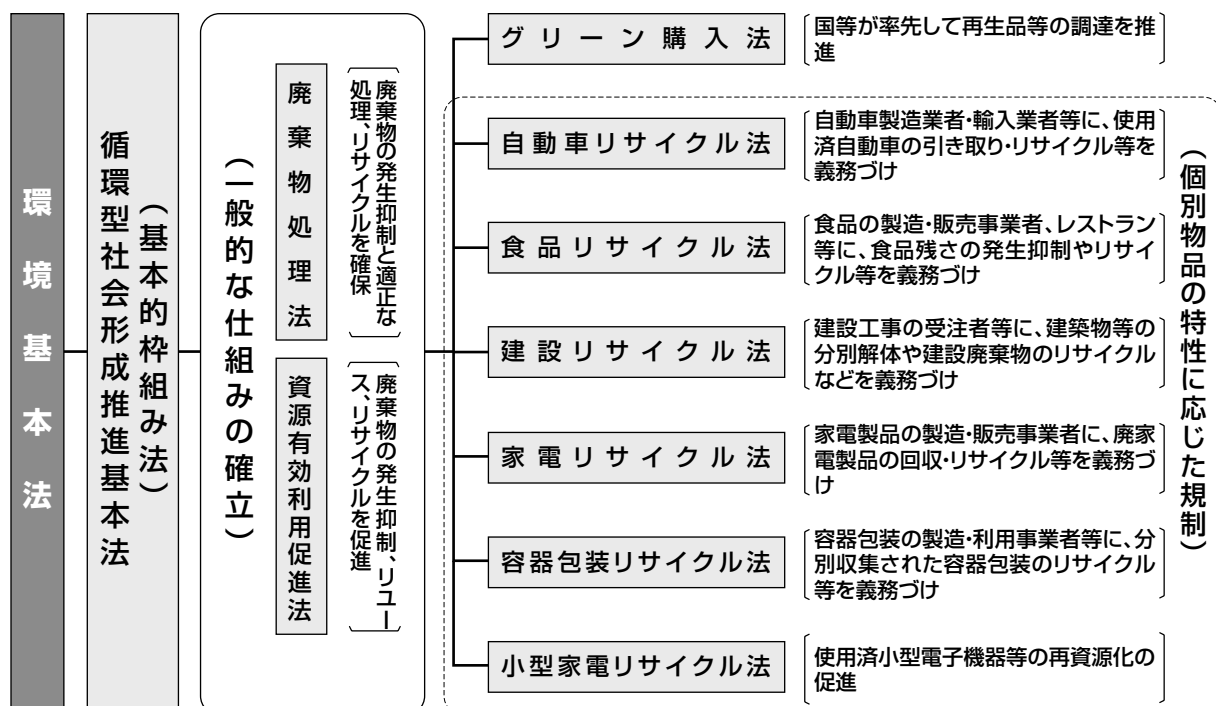 環境基本法
循環型社会形成推進基本法
（基本的枠組み法）
（一般的な仕組みの確立）
廃棄物処理法
廃棄物の発生抑制と適正な
処理、リサイクルを確保
資源有効利用促進法
廃棄物の発生抑制、リユー
ス、リサイクルを促進
グリーン購入法
国等が率先して再生品等の調達を推
進
自動車リサイクル法
自動車製造業者・輸入業者等に、使用
済自動車の引き取り・リサイクル等を
義務づけ
食品リサイクル法
食品の製造・販売事業者、レストラン
等に、食品残さの発生抑制やリサイ
クル等を義務づけ
建設リサイクル法
建設工事の受注者等に、建築物等の
分別解体や建設廃棄物のリサイクル
などを義務づけ
家電リサイクル法
家電製品の製造・販売事業者に、廃家
電製品の回収・リサイクル等を義務づ
け
容器包装リサイクル法
容器包装の製造・利用事業者等に、分
別収集された容器包装のリサイクル
等を義務づけ
小型家電リサイクル法
使用済小型電子機器等の再資源化の
促進
（個別物品の特性に応じた規制）